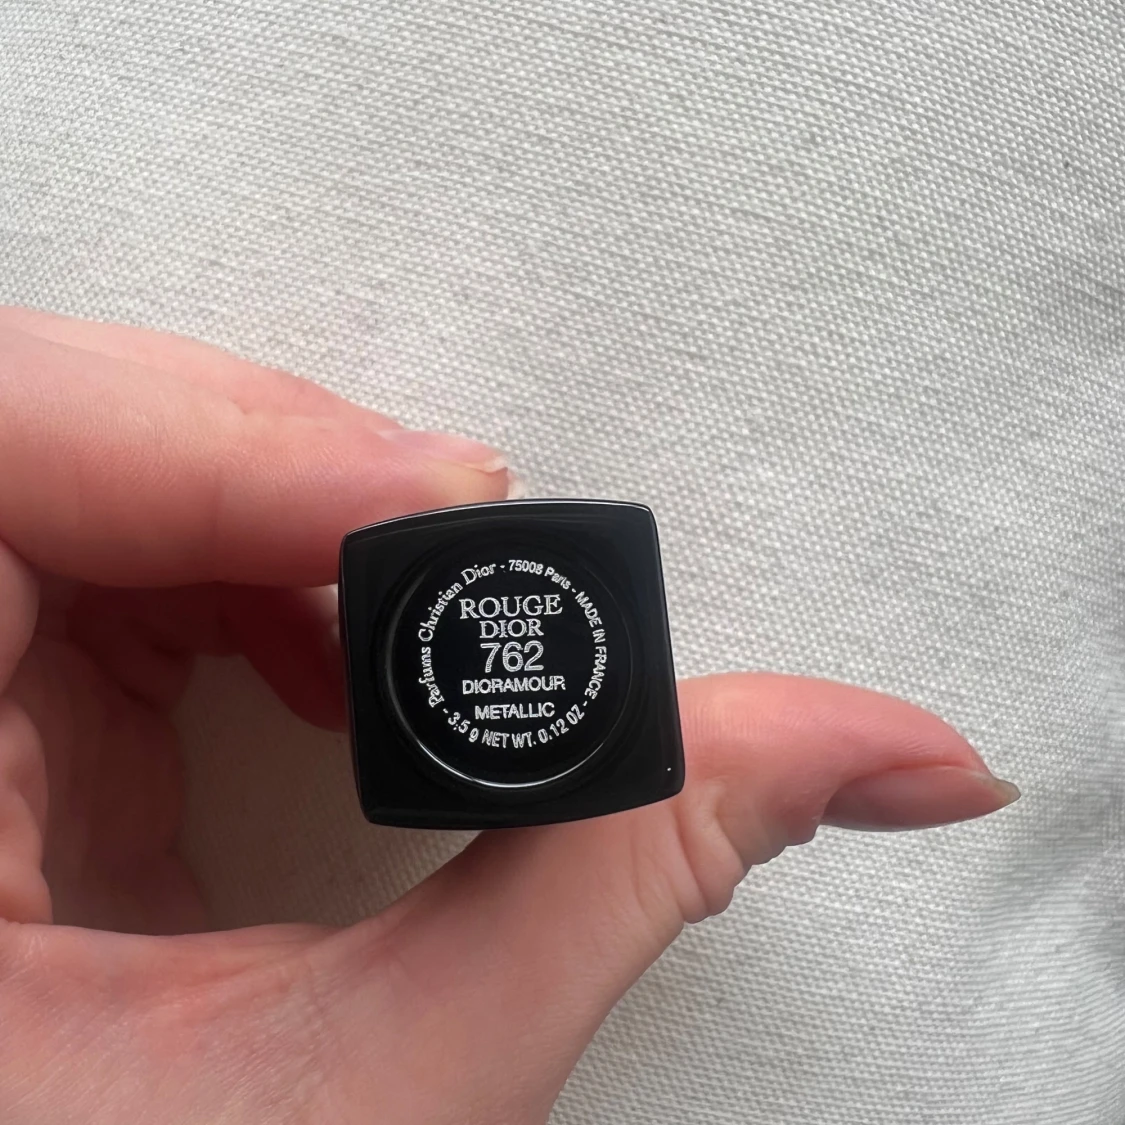 Parfums Christian Dior - 75008 Paris - MADE IN FRANCE - 3.5 g NET WT. 0.12 OZ -
ROUGE
DIOR
762
DIORAMOUR
METALLIC